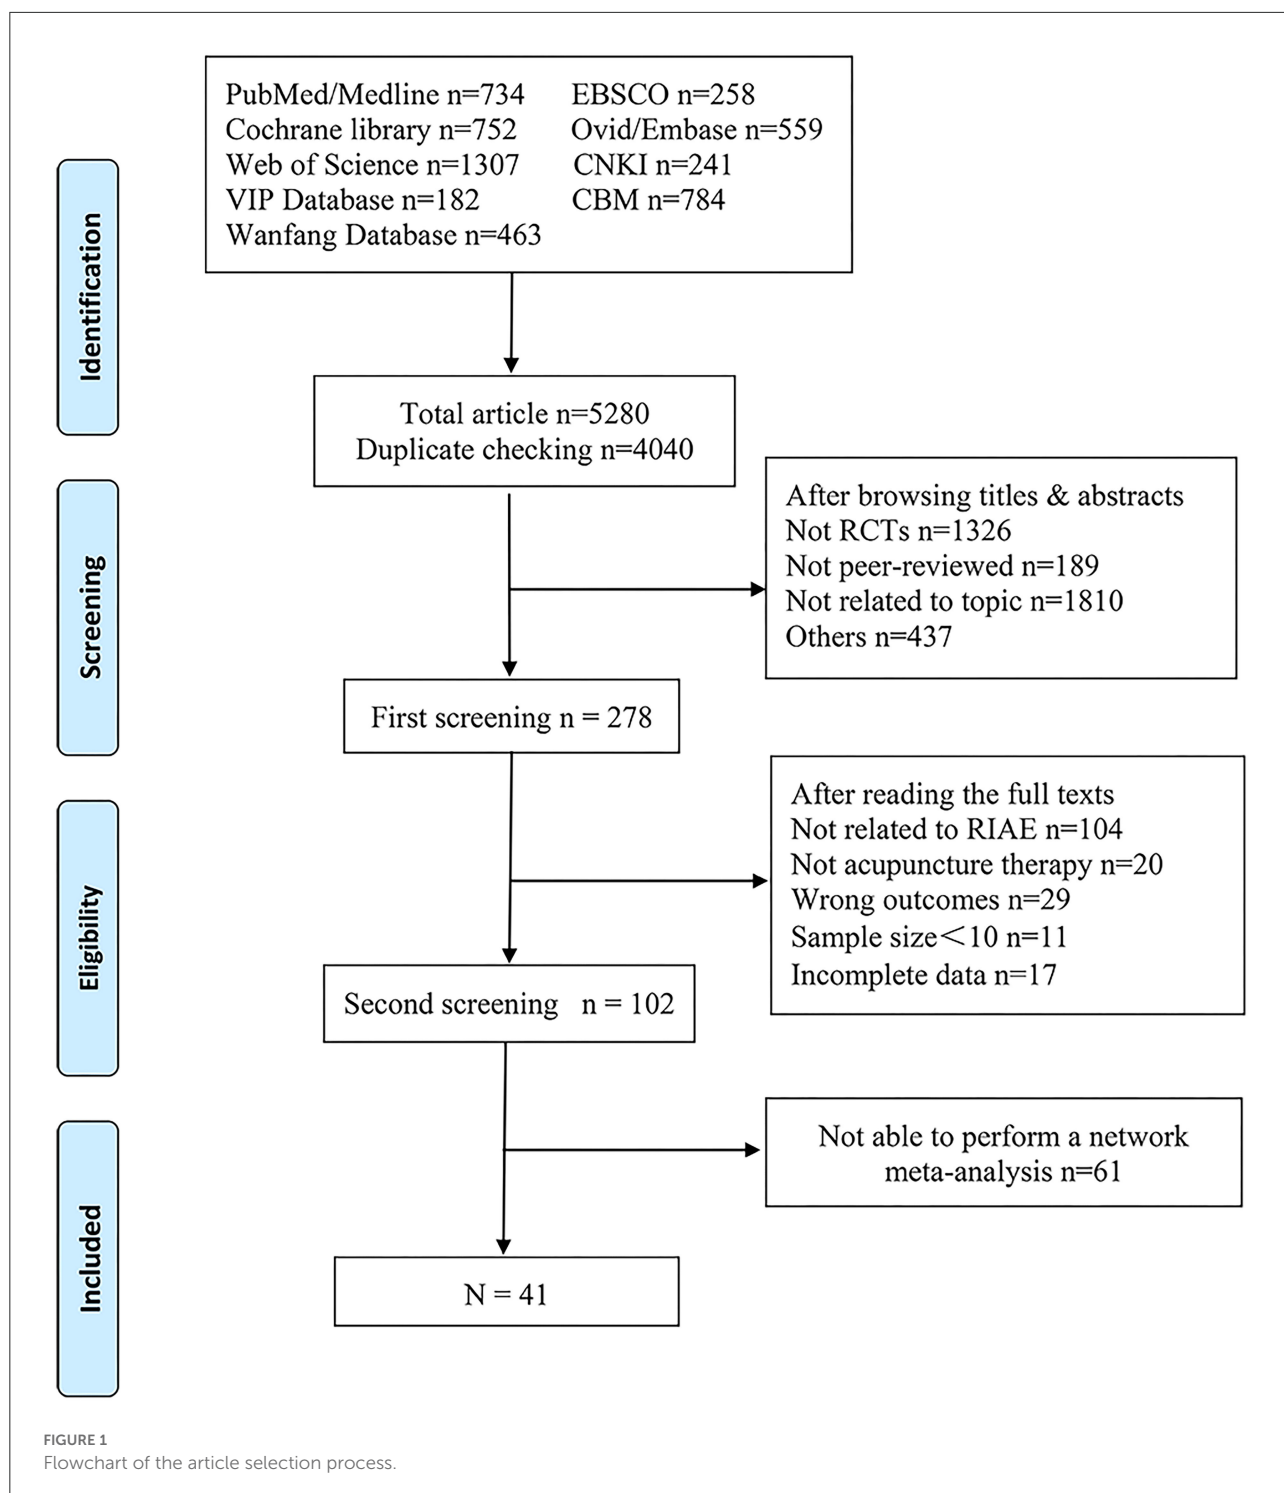 PubMed/Medline n=734 EBSCO n=258
Cochrane library n=752 Ovid/Embase n=559
Web of Science n=1307 CNKI n=241
VIP Database n=182 CBM n=784
Wanfang Database n=463
Identification
Total article n=5280
Duplicate checking n=4040
Screening
After browsing titles & abstracts
Not RCTs n=1326
Not peer-reviewed n=189
Not related to topic n=1810
Others n=437
First screening n = 278
Eligibility
After reading the full texts
Not related to RIAE n=104
Not acupuncture therapy n=20
Wrong outcomes n=29
Sample size<10 n=11
Incomplete data n=17
Second screening n = 102
Included
Not able to perform a network
meta-analysis n=61
N = 41
FIGURE 1
Flowchart of the article selection process.